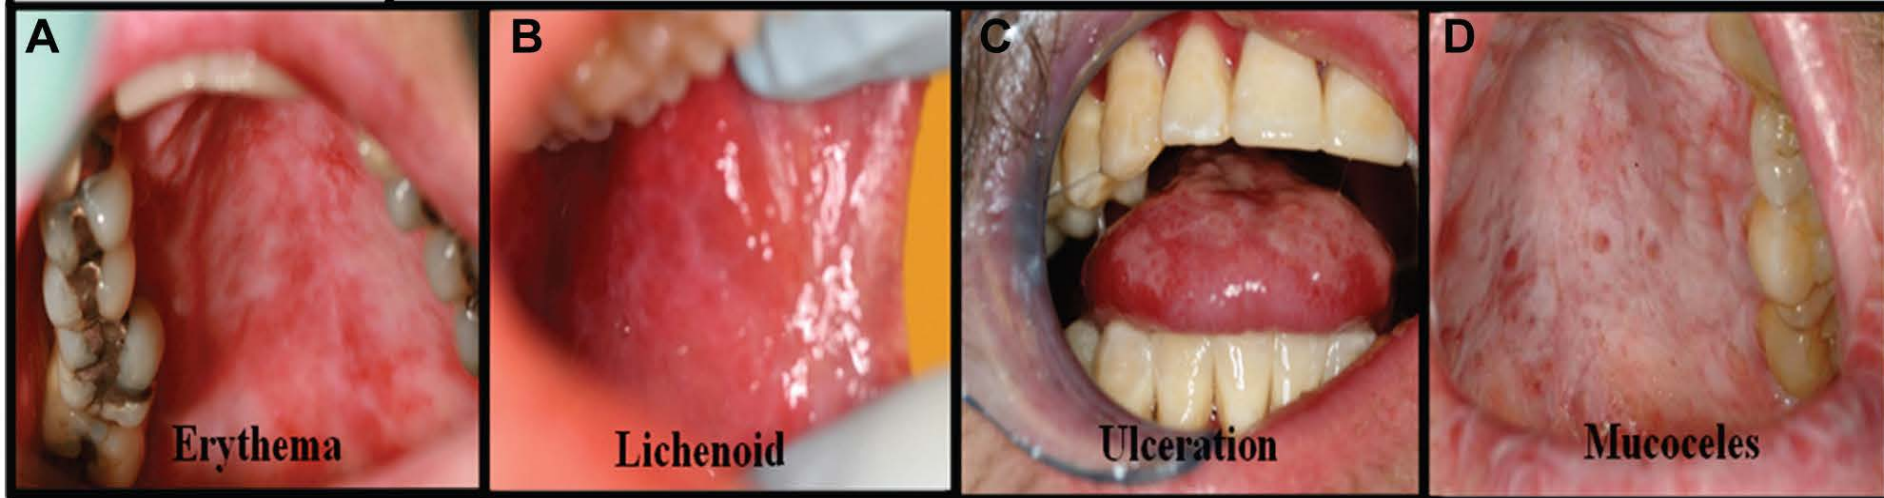 A
B
C
D
Erythema
Lichenoid
Ulceration
Mucoceles